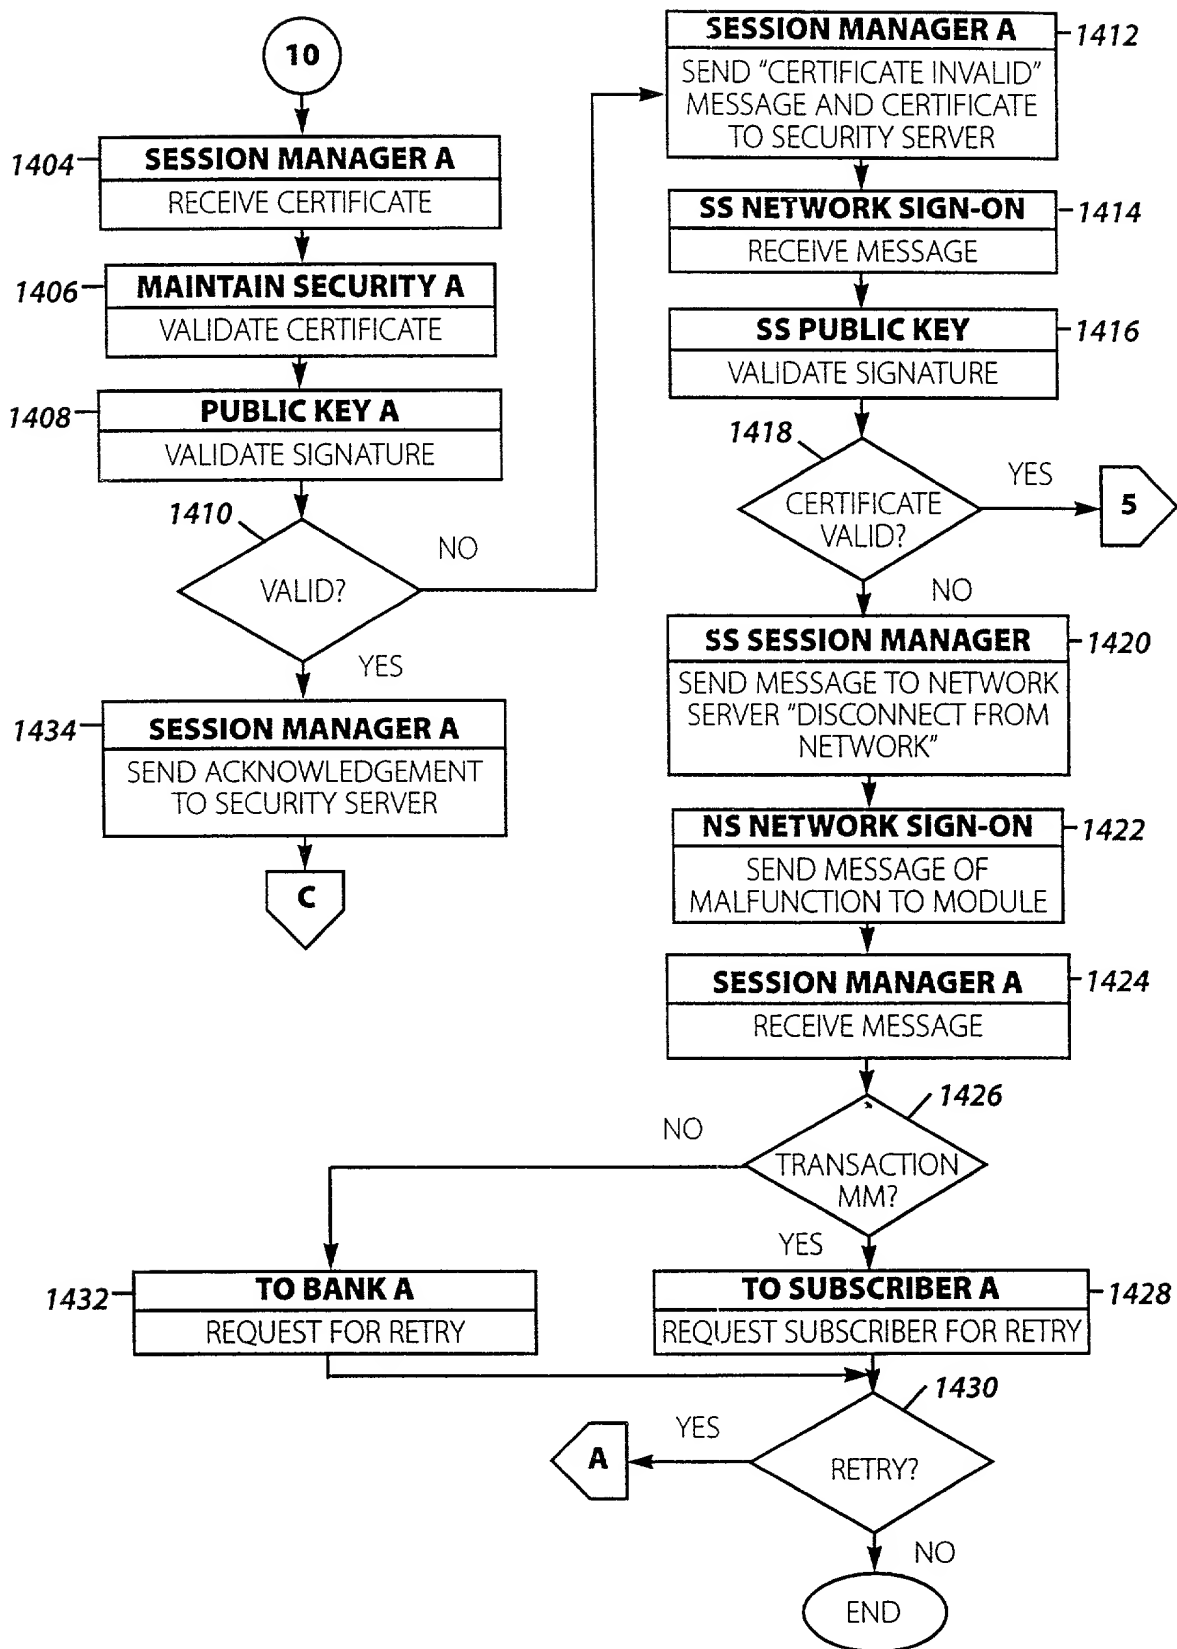 10
1404
SESSION MANAGER A
RECEIVE CERTIFICATE
1406
MAINTAIN SECURITY A
VALIDATE CERTIFICATE
1408
PUBLIC KEY A
VALIDATE SIGNATURE
1410
VALID?
NO
YES
1434
SESSION MANAGER A
SEND ACKNOWLEDGEMENT
TO SECURITY SERVER
C
SESSION MANAGER A
1412
SEND "CERTIFICATE INVALID"
MESSAGE AND CERTIFICATE
TO SECURITY SERVER
SS NETWORK SIGN-ON
1414
RECEIVE MESSAGE
SS PUBLIC KEY
1416
VALIDATE SIGNATURE
1418
CERTIFICATE
VALID?
YES
5
NO
SS SESSION MANAGER
1420
SEND MESSAGE TO NETWORK
SERVER "DISCONNECT FROM
NETWORK"
NS NETWORK SIGN-ON
1422
SEND MESSAGE OF
MALFUNCTION TO MODULE
SESSION MANAGER A
1424
RECEIVE MESSAGE
1426
TRANSACTION
MM?
NO
YES
1432
TO BANK A
REQUEST FOR RETRY
TO SUBSCRIBER A
1428
REQUEST SUBSCRIBER FOR RETRY
1430
RETRY?
YES
A
NO
END